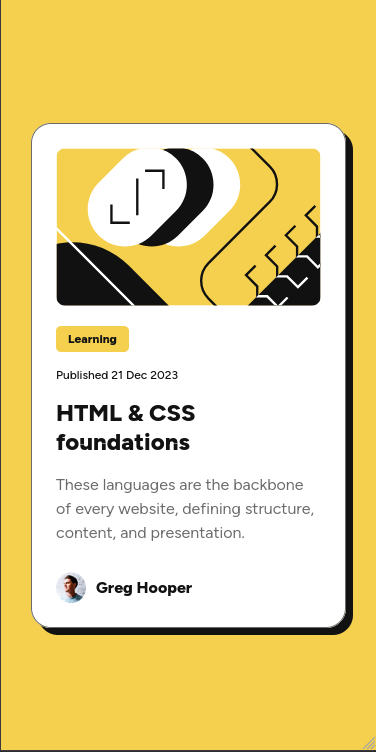 Learning
Published 21 Dec 2023
HTML & CSS
foundations
These languages are the backbone
of every website, defining structure,
content, and presentation.
Greg Hooper